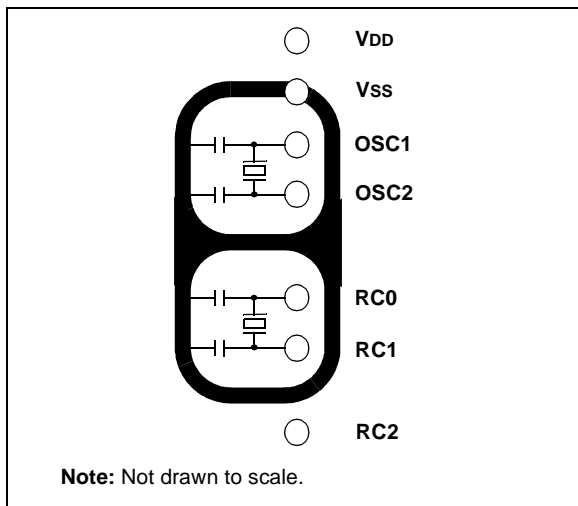 VDD
VSS
OSC1
OSC2
RC0
RC1
RC2
Note: Not drawn to scale.